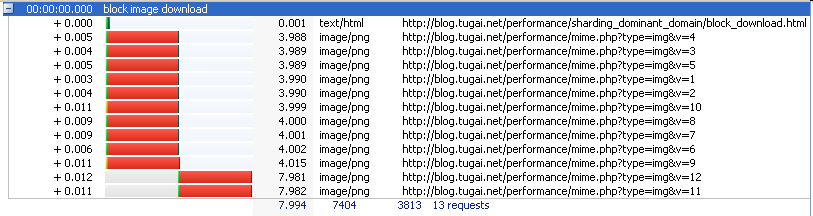 00:00:00.000 block image download
+ 0.000 0.001 text/html http://blog.tugai.net/performance/sharding_dominant_domain/block_download.html
+ 0.005 3.988 image/png http://blog.tugai.net/performance/mime.php?type=img&v=4
+ 0.004 3.989 image/png http://blog.tugai.net/performance/mime.php?type=img&v=3
+ 0.005 3.989 image/png http://blog.tugai.net/performance/mime.php?type=img&v=5
+ 0.003 3.990 image/png http://blog.tugai.net/performance/mime.php?type=img&v=1
+ 0.004 3.990 image/png http://blog.tugai.net/performance/mime.php?type=img&v=2
+ 0.011 3.999 image/png http://blog.tugai.net/performance/mime.php?type=img&v=10
+ 0.009 4.000 image/png http://blog.tugai.net/performance/mime.php?type=img&v=8
+ 0.009 4.001 image/png http://blog.tugai.net/performance/mime.php?type=img&v=7
+ 0.006 4.002 image/png http://blog.tugai.net/performance/mime.php?type=img&v=6
+ 0.011 4.015 image/png http://blog.tugai.net/performance/mime.php?type=img&v=9
+ 0.012 7.981 image/png http://blog.tugai.net/performance/mime.php?type=img&v=12
+ 0.011 7.982 image/png http://blog.tugai.net/performance/mime.php?type=img&v=11
7.994 7404 3813 13 requests